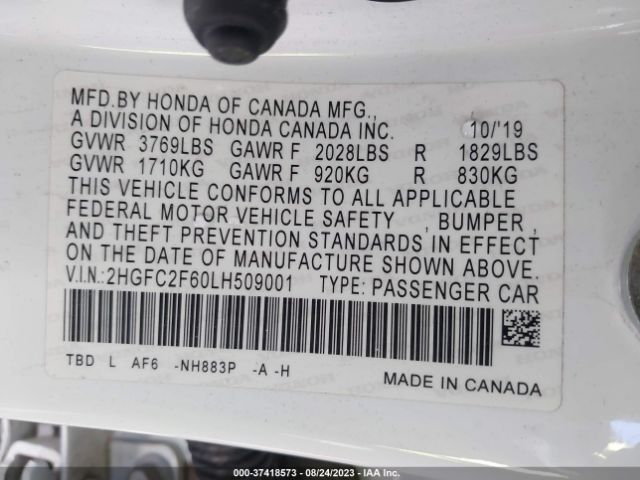 MFD.BY HONDA OF CANADA MFG.,
A DIVISION OF HONDA CANADA INC. 10/'19
GVWR 3769LBS GAWR F 2028LBS R 1829LBS
GVWR 1710KG GAWR F 920KG R 830KG
THIS VEHICLE CONFORMS TO ALL APPLICABLE
FEDERAL MOTOR VEHICLE SAFETY , BUMPER ,
AND THEFT PREVENTION STANDARDS IN EFFECT
ON THE DATE OF MANUFACTURE SHOWN ABOVE.
V.I.N.:2HGFC2F60LH509001 TYPE: PASSENGER CAR
TBD L AF6 -NH883P -A -H
MADE IN CANADA
000-37418573 | 08/24/2023 | IAA Inc.